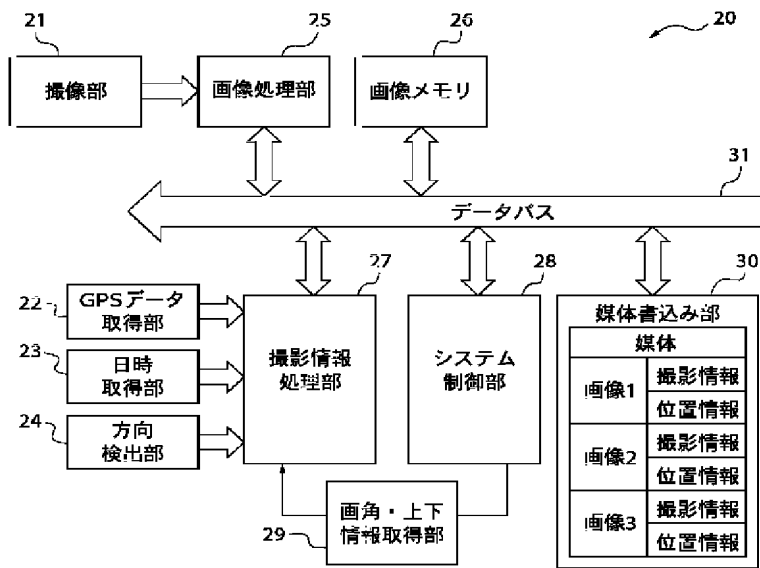 20
21
25
26
撮像部
画像処理部
画像メモリ
31
データバス
27
28
30
22
GPSデータ
取得部
23
日時
取得部
24
方向
検出部
撮影情報
処理部
システム
制御部
29
画角・上下
情報取得部
媒体書込み部
媒体
画像1
撮影情報
位置情報
画像2
撮影情報
位置情報
画像3
撮影情報
位置情報